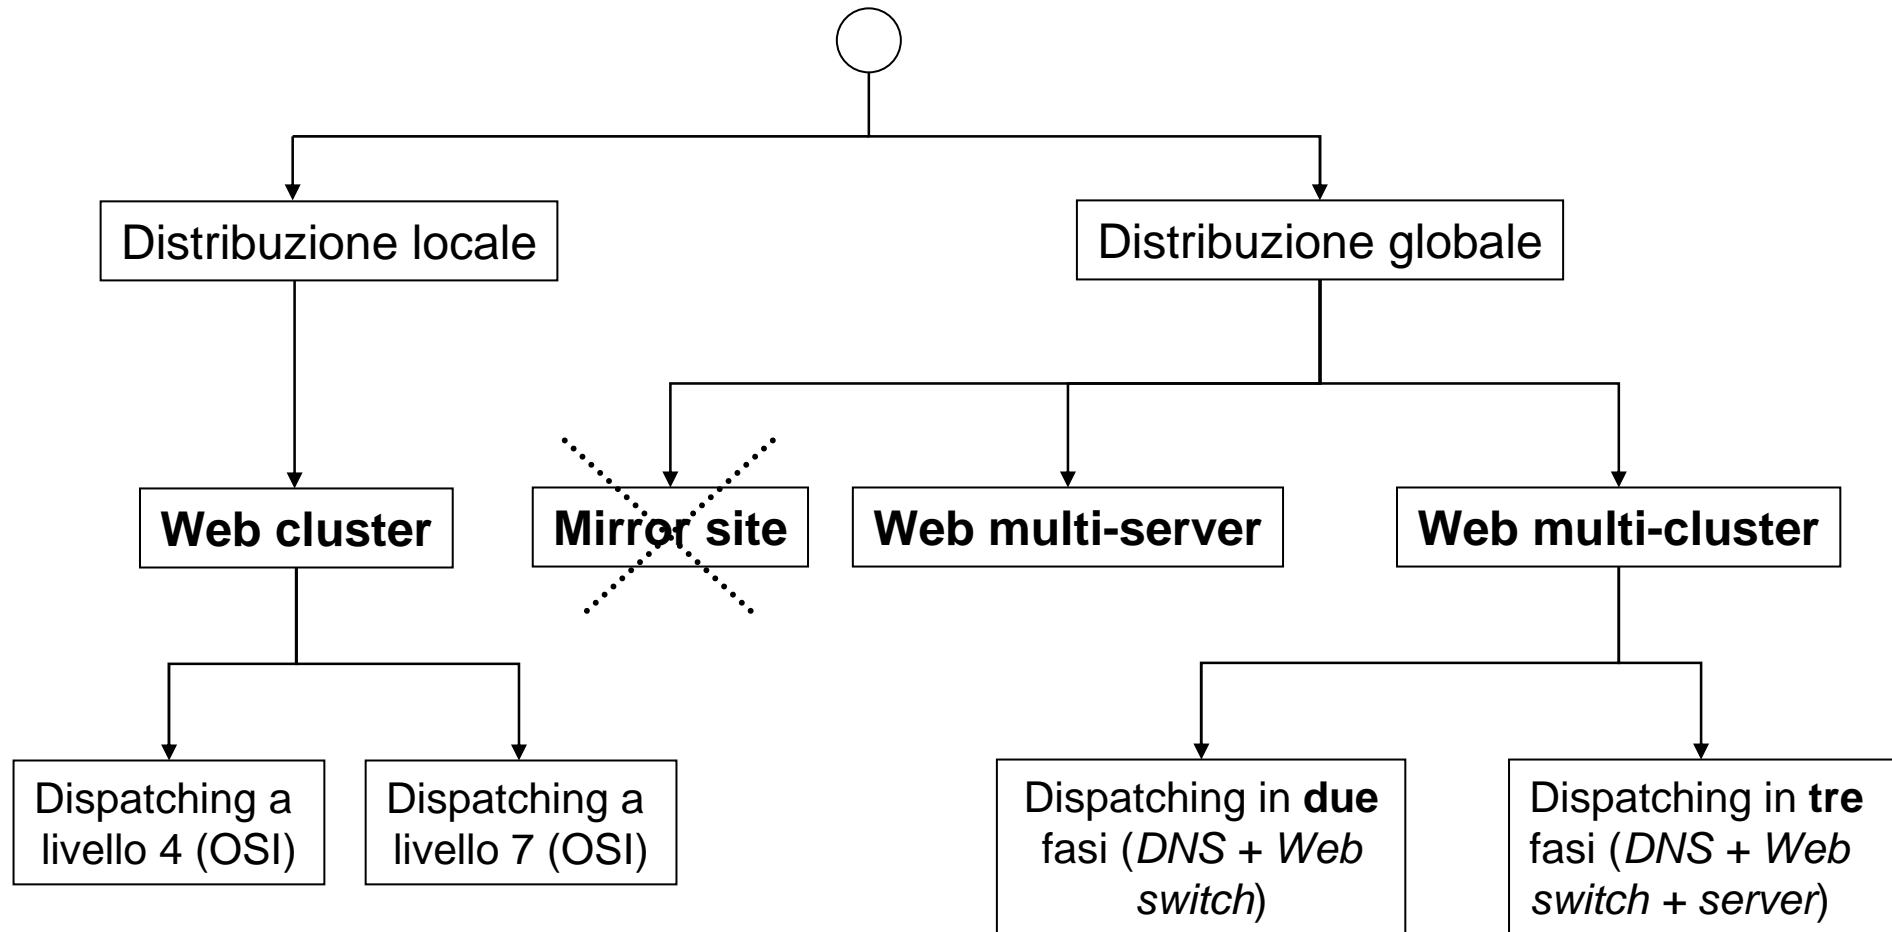 Distribuzione locale
Distribuzione globale
Web cluster
Mirror site
Web multi-server
Web multi-cluster
Dispatching a
livello 4 (OSI)
Dispatching a
livello 7 (OSI)
Dispatching in due
fasi (DNS + Web
switch)
Dispatching in tre
fasi (DNS + Web
switch + server)